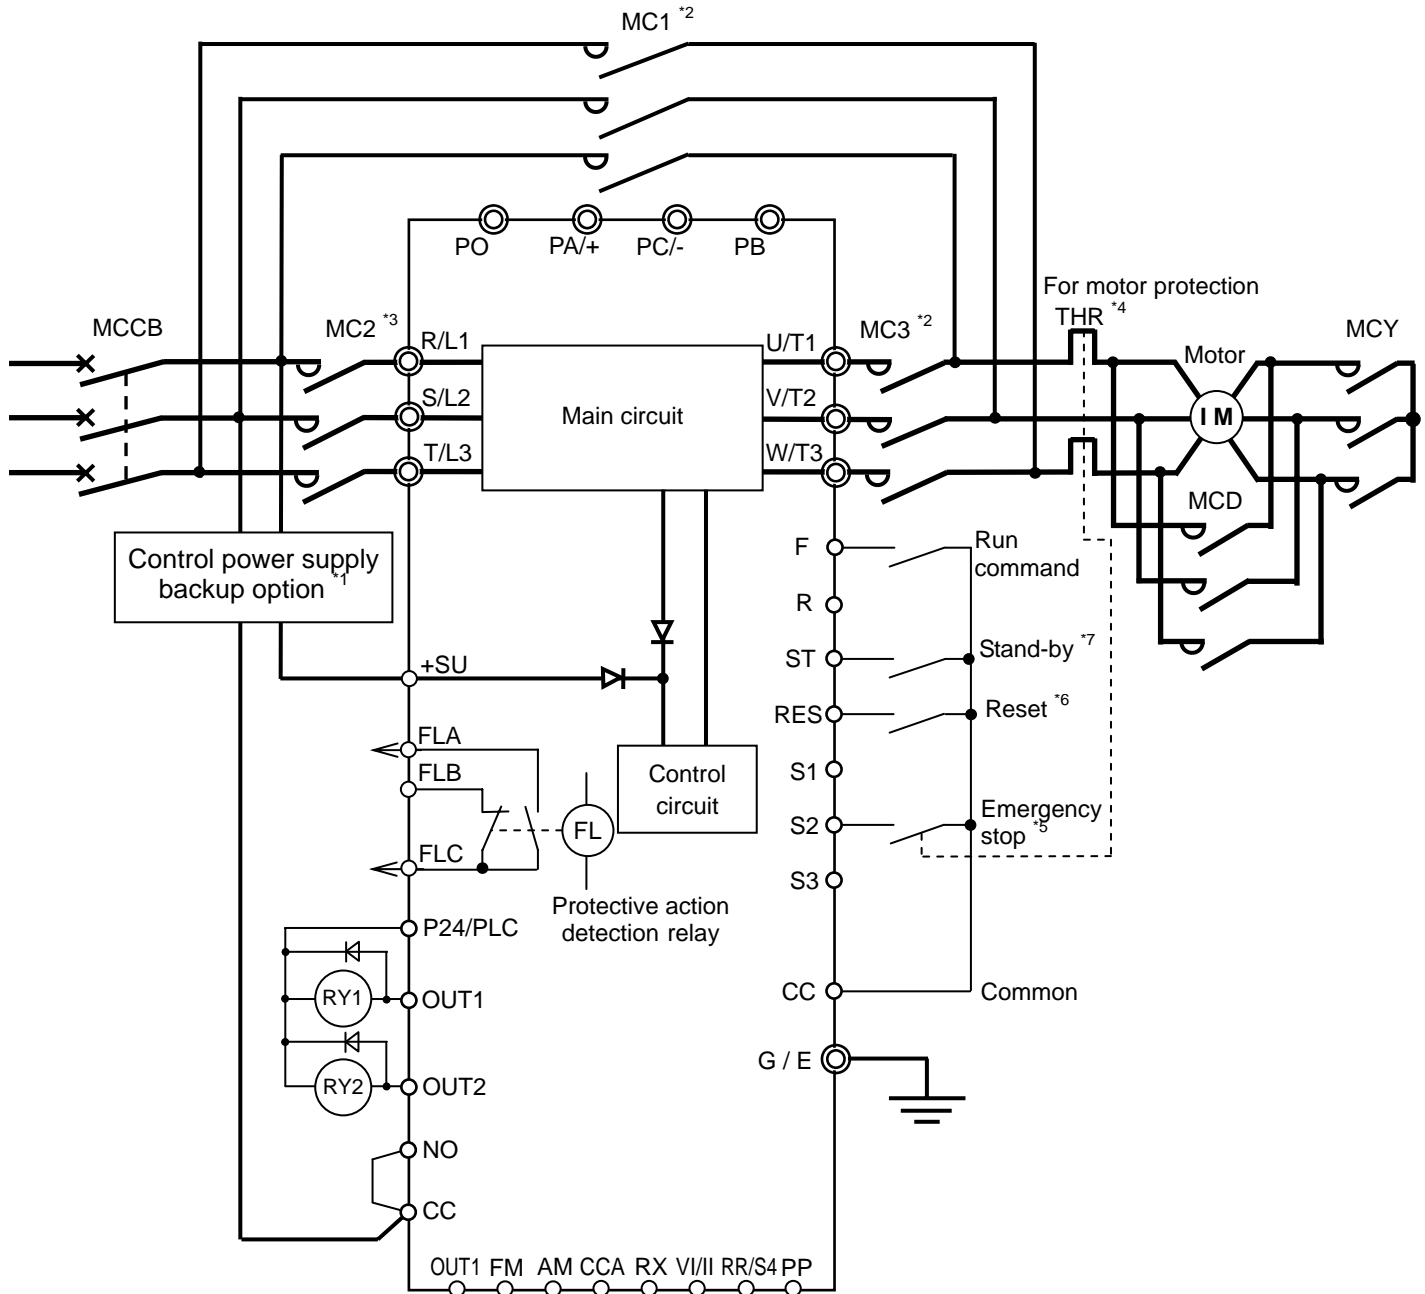 MC1 *2
PO
PA/+
PC/-
PB
For motor protection
THR *4
MCCB
MC2 *3
R/L1
U/T1
MC3 *2
Motor
MCY
S/L2
V/T2
Main circuit
I M
T/L3
W/T3
MCD
Control power supply
backup option *1
F
Run
command
R
ST
Stand-by *7
+SU
RES
Reset *6
FLA
FLB
S1
Control
circuit
FL
S2
Emergency
stop *5
FLC
S3
Protective action
detection relay
P24/PLC
RY1
OUT1
CC
Common
G / E
RY2
OUT2
NO
CC
OUT1 FM AM CCA RX VI/II RR/S4 PP